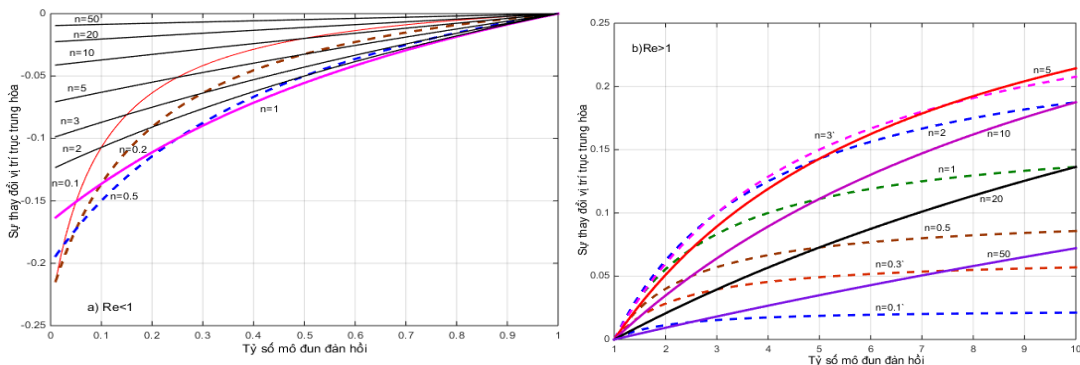 0
-0.05
-0.1
-0.15
-0.2
-0.25
Sự thay đổi vị trí trục trung hòa
n=50`
n=20
n=10
n=5
n=3
n=2
n=0.2
n=0.1
n=0.5
n=1
a) Re<1
0 0.1 0.2 0.3 0.4 0.5 0.6 0.7 0.8 0.9 1
Tỷ số mô đun đàn hồi
0.25
0.2
0.15
0.1
0.05
0
Sự thay đổi vị trí trục trung hòa
b)Re>1
n=5
n=3`
n=2
n=10
n=1
n=20
n=0.5
n=50
n=0.3`
n=0.1`
1 2 3 4 5 6 7 8 9 10
Tỷ số mô đun đàn hồi